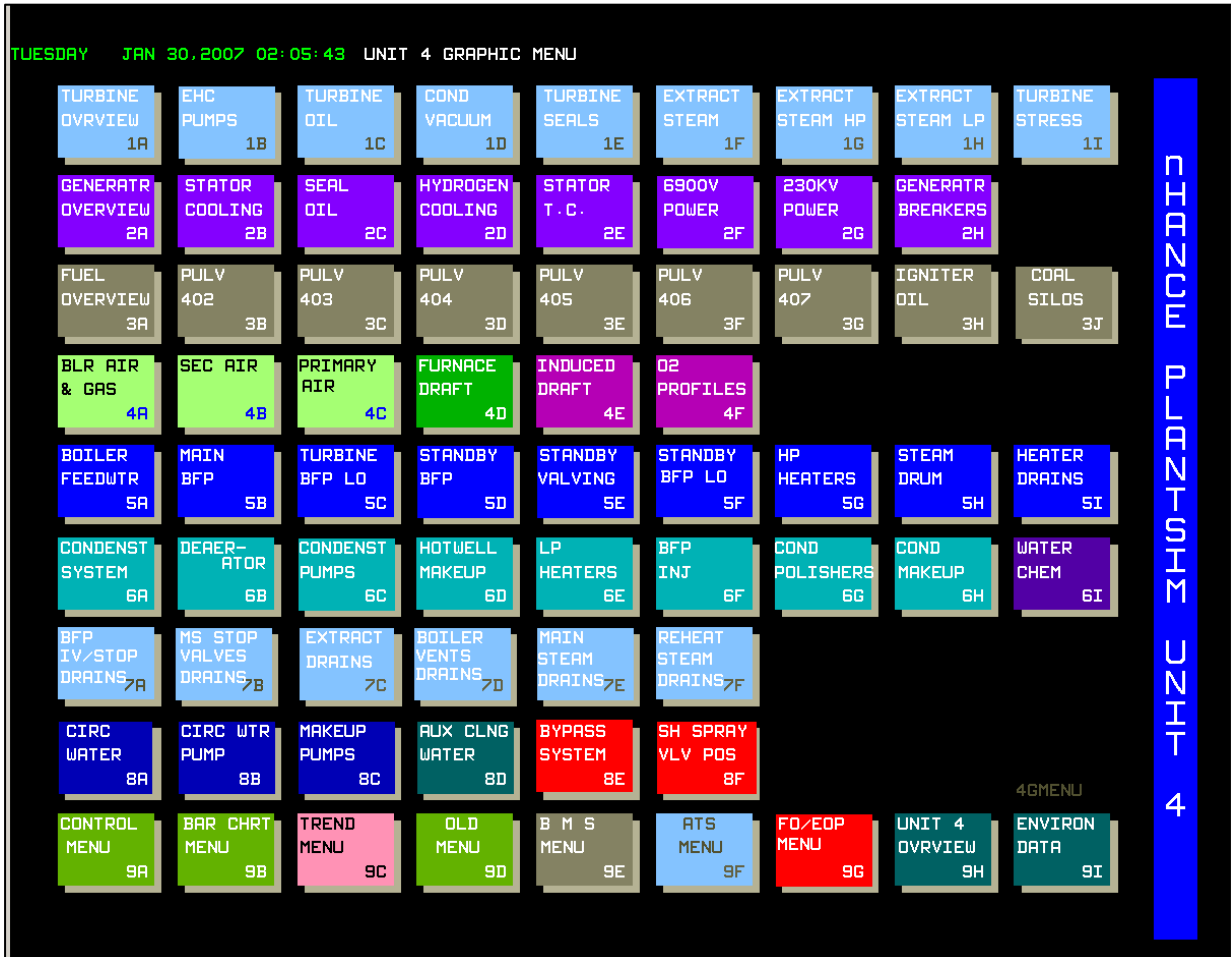 TUESDAY JAN 30,2007 02:05:43 UNIT 4 GRAPHIC MENU
TURBINE
OVRVIEW
1A
EHC
PUMPS
1B
TURBINE
OIL
1C
COND
VACUUM
1D
TURBINE
SEALS
1E
EXTRACT
STEAM
1F
EXTRACT
STEAM HP
1G
EXTRACT
STEAM LP
1H
TURBINE
STRESS
1I
GENERATR
OVERVIEW
2A
STATOR
COOLING
2B
SEAL
OIL
2C
HYDROGEN
COOLING
2D
STATOR
T.C.
2E
6900V
POWER
2F
230KV
POWER
2G
GENERATR
BREAKERS
2H
FUEL
OVERVIEW
3A
PULV
402
3B
PULV
403
3C
PULV
404
3D
PULV
405
3E
PULV
406
3F
PULV
407
3G
IGNITER
OIL
3H
COAL
SILOS
3J
BLR AIR
& GAS
4A
SEC AIR
4B
PRIMARY
AIR
4C
FURNACE
DRAFT
4D
INDUCED
DRAFT
4E
O2
PROFILES
4F
BOILER
FEEDWTR
5A
MAIN
BFP
5B
TURBINE
BFP LO
5C
STANDBY
BFP
5D
STANDBY
VALVING
5E
STANDBY
BFP LO
5F
HP
HEATERS
5G
STEAM
DRUM
5H
HEATER
DRAINS
5I
CONDENST
SYSTEM
6A
DEAER-
ATOR
6B
CONDENST
PUMPS
6C
HOTWELL
MAKEUP
6D
LP
HEATERS
6E
BFP
INJ
6F
COND
POLISHERS
6G
COND
MAKEUP
6H
WATER
CHEM
6I
BFP
IV/STOP
DRAINS 7A
MS STOP
VALVES
DRAINS 7B
EXTRACT
DRAINS
7C
BOILER
VENTS
DRAINS 7D
MAIN
STEAM
DRAINS 7E
REHEAT
STEAM
DRAINS 7F
CIRC
WATER
8A
CIRC WTR
PUMP
8B
MAKEUP
PUMPS
8C
AUX CLNG
WATER
8D
BYPASS
SYSTEM
8E
SH SPRAY
VLV POS
8F
4GMENU
CONTROL
MENU
9A
BAR CHRT
MENU
9B
TREND
MENU
9C
OLD
MENU
9D
B M S
MENU
9E
ATS
MENU
9F
FO/EOP
MENU
9G
UNIT 4
OVRVIEW
9H
ENVIRON
DATA
9I
NHANCE PLANTSIM UNIT 4